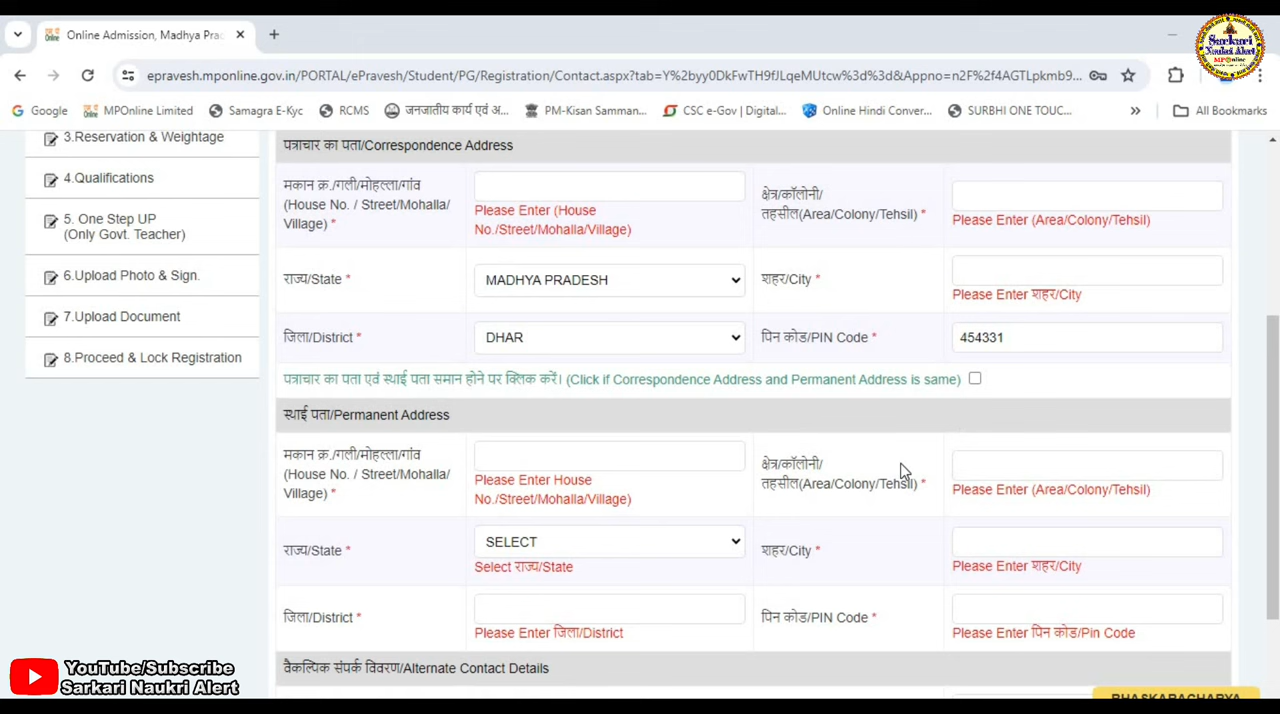 Online Admission, Madhya Prac
epravesh.mponline.gov.in/PORTAL/ePravesh/Student/PG/Registration/Contact.aspx?tab=Y%2byy0DkFwTH9fJLqeMUtcw%3d%3d&Appno=n2F%2f4AGTLpkmb9...
Google MPOnline Limited Samagra E-Kyc RCMS जनजातीय कार्य एवं अ... PM-Kisan Samman... CSC e-Gov | Digital... Online Hindi Conver... SURBHI ONE TOUC... » All Bookmarks
Sarkari
Naukri Alert
MPOnline
3.Reservation & Weightage
4.Qualifications
5. One Step UP
(Only Govt. Teacher)
6.Upload Photo & Sign.
7.Upload Document
8.Proceed & Lock Registration
पत्राचार का पता/Correspondence Address
मकान क्र./गली/मोहल्ला/गांव
(House No. / Street/Mohalla/
Village) *
Please Enter (House
No./Street/Mohalla/Village)
क्षेत्र/कॉलोनी/
तहसील(Area/Colony/Tehsil) *
Please Enter (Area/Colony/Tehsil)
राज्य/State * MADHYA PRADESH शहर/City *
Please Enter शहर/City
जिला/District * DHAR पिन कोड/PIN Code * 454331
पत्राचार का पता एवं स्थाई पता समान होने पर क्लिक करें। (Click if Correspondence Address and Permanent Address is same)
स्थाई पता/Permanent Address
मकान क्र./गली/मोहल्ला/गांव
(House No. / Street/Mohalla/
Village) *
Please Enter House
No./Street/Mohalla/Village)
क्षेत्र/कॉलोनी/
तहसील(Area/Colony/Tehsil) *
Please Enter (Area/Colony/Tehsil)
राज्य/State * SELECT शहर/City *
Select राज्य/State Please Enter शहर/City
जिला/District * पिन कोड/PIN Code *
Please Enter जिला/District Please Enter पिन कोड/Pin Code
वैकल्पिक संपर्क विवरण/Alternate Contact Details
YouTube/Subscribe
Sarkari Naukri Alert
BHASKARACHARYA